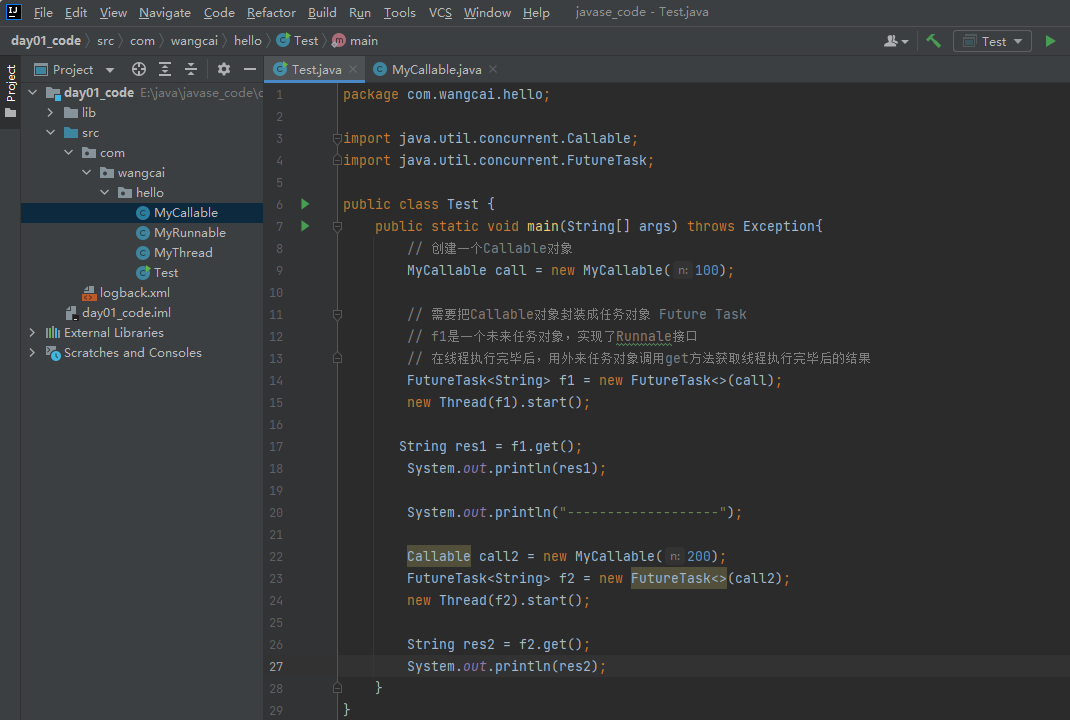 File Edit View Navigate Code Refactor Build Run Tools VCS Window Help javase_code - Test.java
day01_code src com wangcai hello Test main Test
Project
Project
Test.java MyCallable.java
day01_code E:\java\javase_code\
lib
src
com
wangcai
hello
MyCallable
MyRunnable
MyThread
Test
logback.xml
day01_code.iml
External Libraries
Scratches and Consoles
1 package com.wangcai.hello;
2
3 import java.util.concurrent.Callable;
4 import java.util.concurrent.FutureTask;
5
6 public class Test {
7 public static void main(String[] args) throws Exception{
8 // 创建一个Callable对象
9 MyCallable call = new MyCallable( n: 100);
10
11 // 需要把Callable对象封装成任务对象 Future Task
12 // f1是一个未来任务对象，实现了Runnale接口
13 // 在线程执行完毕后，用外来任务对象调用get方法获取线程执行完毕后的结果
14 FutureTask<String> f1 = new FutureTask<>(call);
15 new Thread(f1).start();
16
17 String res1 = f1.get();
18 System.out.println(res1);
19
20 System.out.println("-------------------");
21
22 Callable call2 = new MyCallable( n: 200);
23 FutureTask<String> f2 = new FutureTask<>(call2);
24 new Thread(f2).start();
25
26 String res2 = f2.get();
27 System.out.println(res2);
28 }
29 }